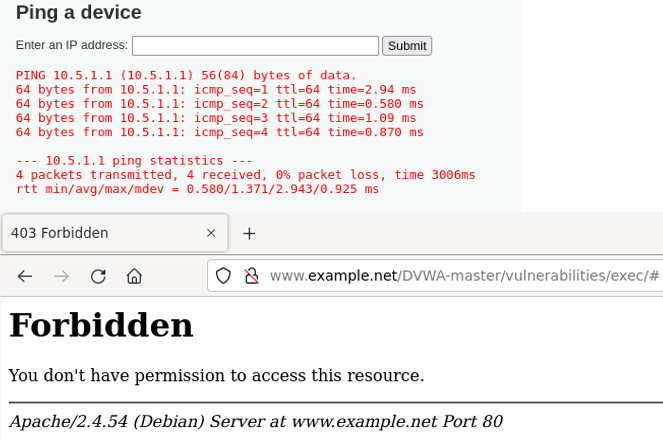 Ping a device
Enter an IP address: Submit
PING 10.5.1.1 (10.5.1.1) 56(84) bytes of data.
64 bytes from 10.5.1.1: icmp_seq=1 ttl=64 time=2.94 ms
64 bytes from 10.5.1.1: icmp_seq=2 ttl=64 time=0.580 ms
64 bytes from 10.5.1.1: icmp_seq=3 ttl=64 time=1.09 ms
64 bytes from 10.5.1.1: icmp_seq=4 ttl=64 time=0.870 ms
--- 10.5.1.1 ping statistics ---
4 packets transmitted, 4 received, 0% packet loss, time 3006ms
rtt min/avg/max/mdev = 0.580/1.371/2.943/0.925 ms
403 Forbidden
www.example.net/DVWA-master/vulnerabilities/exec/#
Forbidden
You don't have permission to access this resource.
Apache/2.4.54 (Debian) Server at www.example.net Port 80